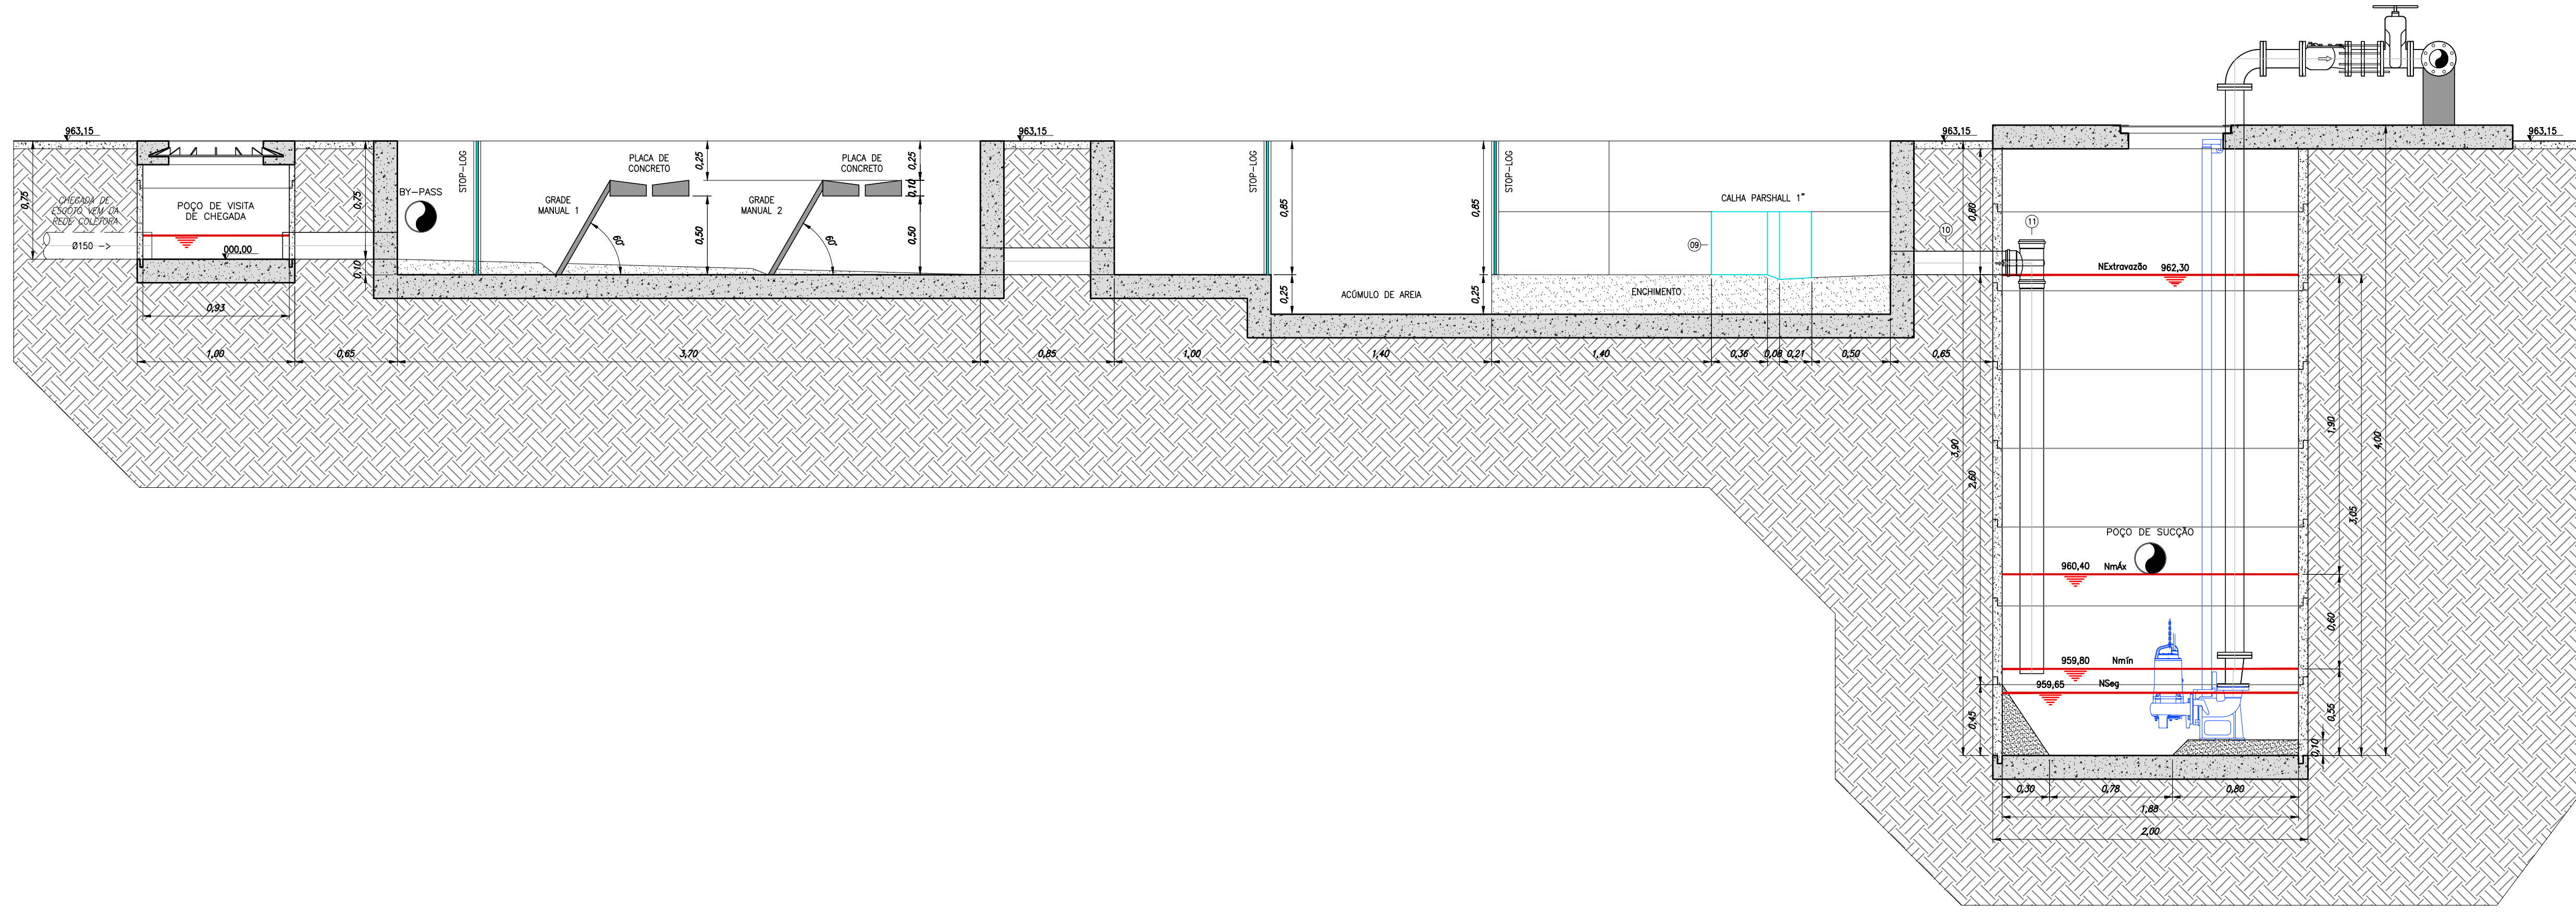 963,15
0,75
CHEGADA DE
ESGOTO VEM DA
REDE COLETORA
Ø150 ->
POÇO DE VISITA
DE CHEGADA
000,00
0,93
1,00
0,65
0,75
0,10
BY-PASS
STOP-LOG
GRADE
MANUAL 1
60°
PLACA DE
CONCRETO
0,25
0,50
GRADE
MANUAL 2
60°
PLACA DE
CONCRETO
0,25
0,10
0,50
3,70
963,15
0,85
1,00
STOP-LOG
0,85
0,25
ACÚMULO DE AREIA
1,40
0,85
0,25
STOP-LOG
ENCHIMENTO
1,40
CALHA PARSHALL 1"
09
0,36
0,08
0,21
0,50
0,65
963,15
10
11
0,80
3,90
2,60
0,45
NExtravazão 962,30
POÇO DE SUCÇÃO
960,40 NmÁx
959,80 Nmín
959,65 NSeg
1,90
3,05
4,00
0,60
0,55
0,10
0,30
0,78
0,80
1,88
2,00
963,15